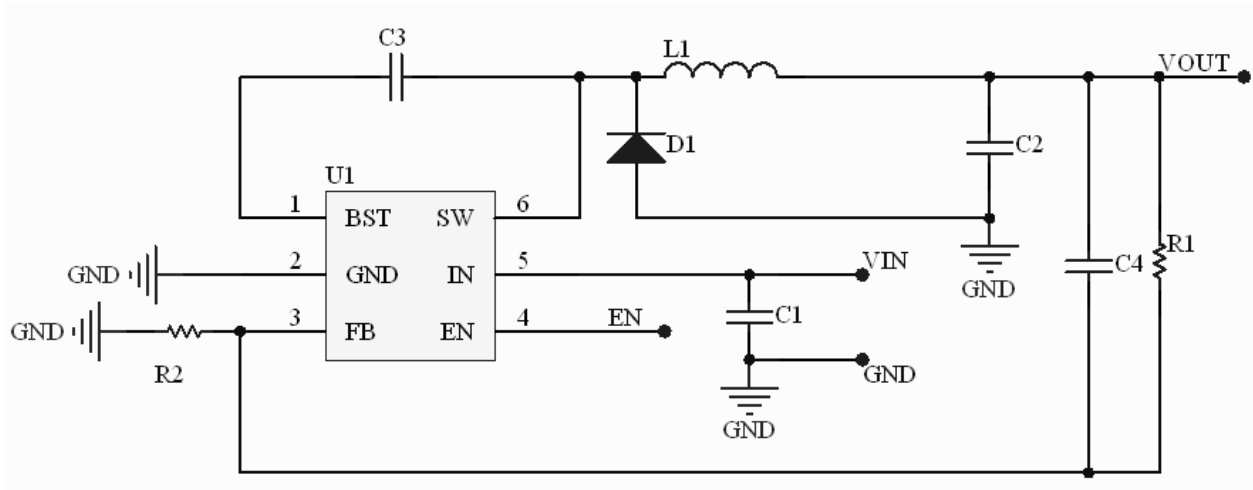 C3
L1
VOUT
D1
C2
U1
1 BST SW 6
R1
GND 2 GND IN 5 VIN
C4
GND
GND 3 FB EN 4 EN
C1
R2
GND
GND